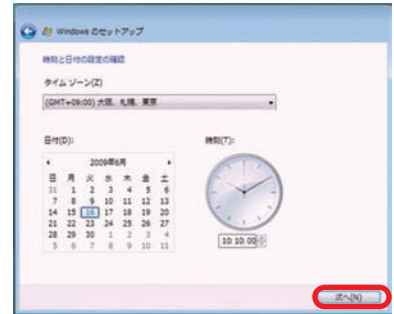 Windows のセットアップ
時刻と日付の設定の確認
タイム ゾーン(Z)
(GMT+09:00) 大阪、札幌、東京
日付(D):
時刻(T):
2009年6月
日 月 火 水 木 金 土
31 1 2 3 4 5 6
7 8 9 10 11 12 13
14 15 16 17 18 19 20
21 22 23 24 25 26 27
28 29 30 1 2 3 4
5 6 7 8 9 10 11
10:10:00
次へ(N)